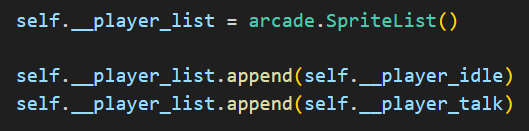 self.__player_list = arcade.SpriteList()
self.__player_list.append(self.__player_idle)
self.__player_list.append(self.__player_talk)